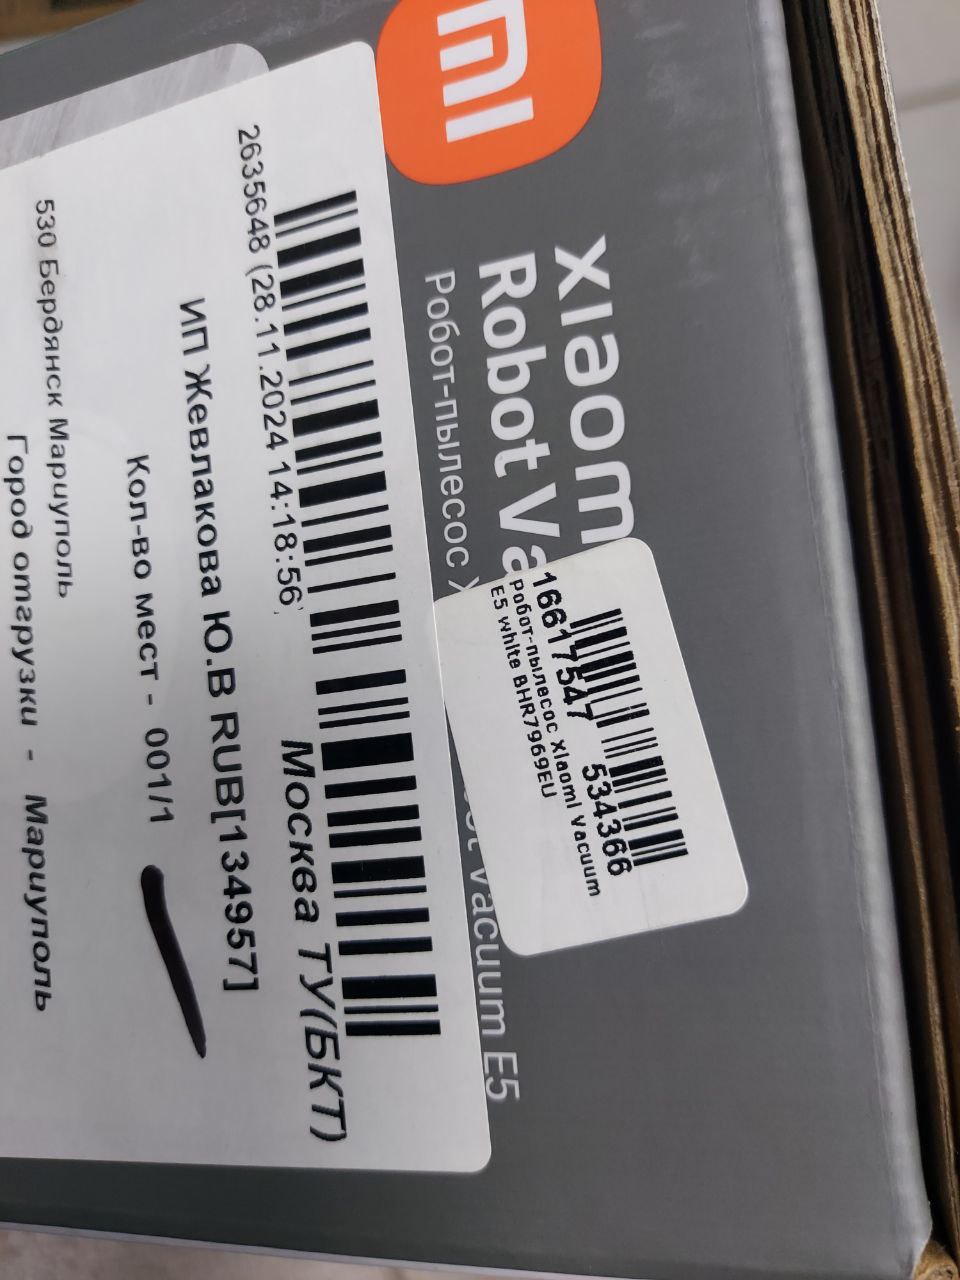 mi
xiaom
Robot Va
Робот-пылесос X
ot Vacuum E5
16617547 534366
Робот-пылесос Xiaomi Vacuum
E5 white BHR7969EU
2635648 (28.11.2024 14:18:56)
Москва ТУ(БКТ)
ИП Жевлакова Ю.В RUB[134957]
Кол-во мест - 001/1
530 Бердянск Мариуполь
Город отгрузки - Мариуполь